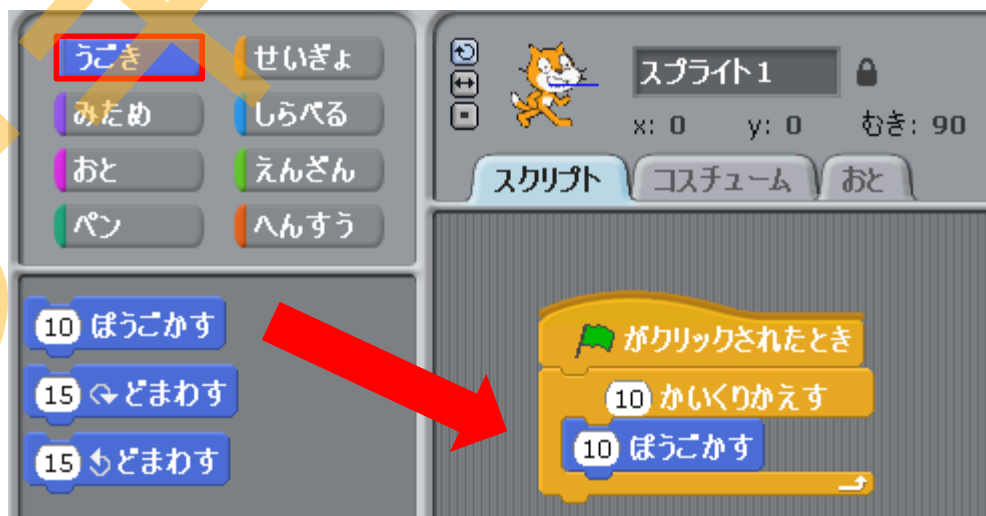 うごき せいぎょ
みため しらべる
おと えんざん
ペン へんすう
10 ほうごかす
15 どまわす
15 どまわす
スプライト1
x: 0 y: 0 むき: 90
スクリプト コスチューム おと
がクリックされたとき
10 かいくりかえす
10 ほうごかす